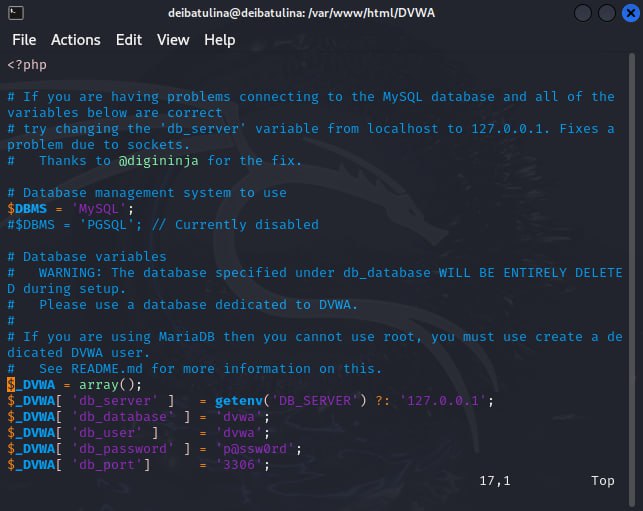 deibatulina@deibatulina: /var/www/html/DVWA
File Actions Edit View Help
<?php
# If you are having problems connecting to the MySQL database and all of the
variables below are correct
# try changing the 'db_server' variable from localhost to 127.0.0.1. Fixes a
problem due to sockets.
#   Thanks to @digininja for the fix.
# Database management system to use
$DBMS = 'MySQL';
#$DBMS = 'PGSQL'; // Currently disabled
# Database variables
#   WARNING: The database specified under db_database WILL BE ENTIRELY DELETE
D during setup.
#   Please use a database dedicated to DVWA.
#
# If you are using MariaDB then you cannot use root, you must use create a de
dicated DVWA user.
#   See README.md for more information on this.
$_DVWA = array();
$_DVWA[ 'db_server' ]   = getenv('DB_SERVER') ?: '127.0.0.1';
$_DVWA[ 'db_database' ] = 'dvwa';
$_DVWA[ 'db_user' ]     = 'dvwa';
$_DVWA[ 'db_password' ] = 'p@ssw0rd';
$_DVWA[ 'db_port']      = '3306';
17,1 Top